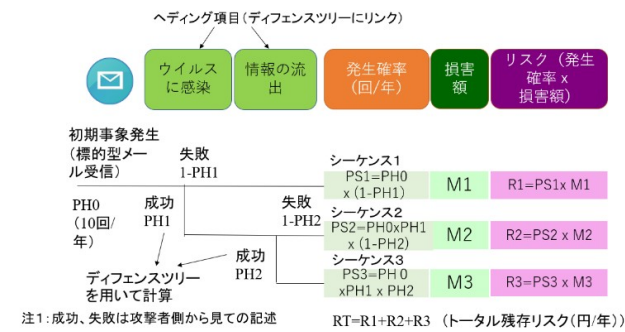 ヘディング項目(ディフェンスツリーにリンク)
ウイルス
に感染
情報の流
出
発生確率
(回/年)
損害
額
リスク(発生
確率 x
損害額)
初期事象発生
(標的型メー
ル受信)
失敗
1-PH1
シーケンス1
PS1=PH0
x (1-PH1)
M1
R1=PS1x M1
PH0
(10回/
年)
成功
PH1
失敗
1-PH2
シーケンス2
PS2=PH0xPH1
x (1-PH2)
M2
R2=PS2 x M2
成功
PH2
シーケンス3
PS3=PH 0
xPH1 x PH2
M3
R3=PS3 x M3
ディフェンスツリー
を用いて計算
注1:成功、失敗は攻撃者側から見ての記述
RT=R1+R2+R3 (トータル残存リスク(円/年))